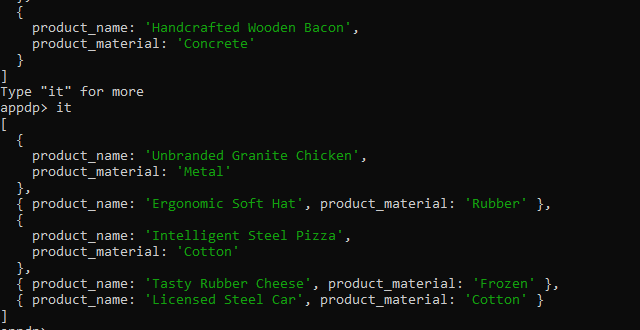 {
product_name: 'Handcrafted Wooden Bacon',
product_material: 'Concrete'
}
]
Type "it" for more
appdp> it
[
{
product_name: 'Unbranded Granite Chicken',
product_material: 'Metal'
},
{ product_name: 'Ergonomic Soft Hat', product_material: 'Rubber' },
{
product_name: 'Intelligent Steel Pizza',
product_material: 'Cotton'
},
{ product_name: 'Tasty Rubber Cheese', product_material: 'Frozen' },
{ product_name: 'Licensed Steel Car', product_material: 'Cotton' }
]
appdp>